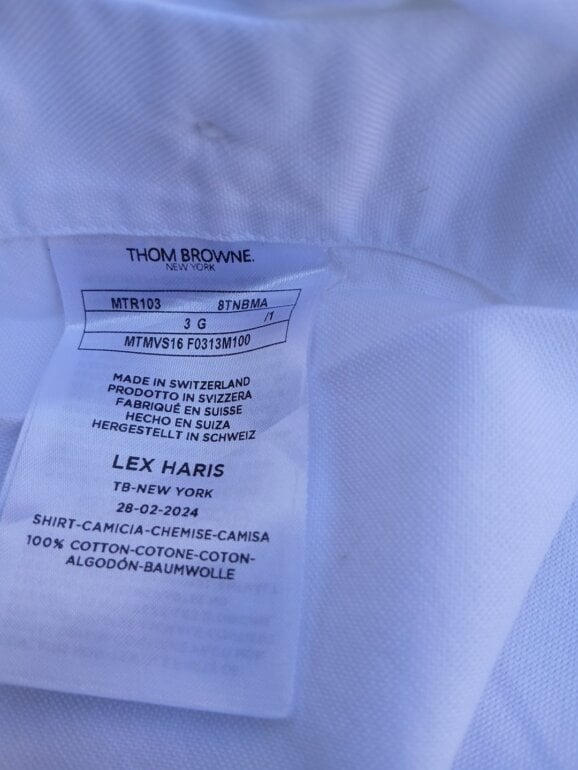 THOM BROWNE.
NEW YORK
MTR103 8TNBMA
3 G /1
MTMVS16 F0313M100
MADE IN SWITZERLAND
PRODOTTO IN SVIZZERA
FABRIQUÉ EN SUISSE
HECHO EN SUIZA
HERGESTELLT IN SCHWEIZ
LEX HARIS
TB-NEW YORK
28-02-2024
SHIRT-CAMICIA-CHEMISE-CAMISA
100% COTTON-COTONE-COTON-
ALGODÓN-BAUMWOLLE